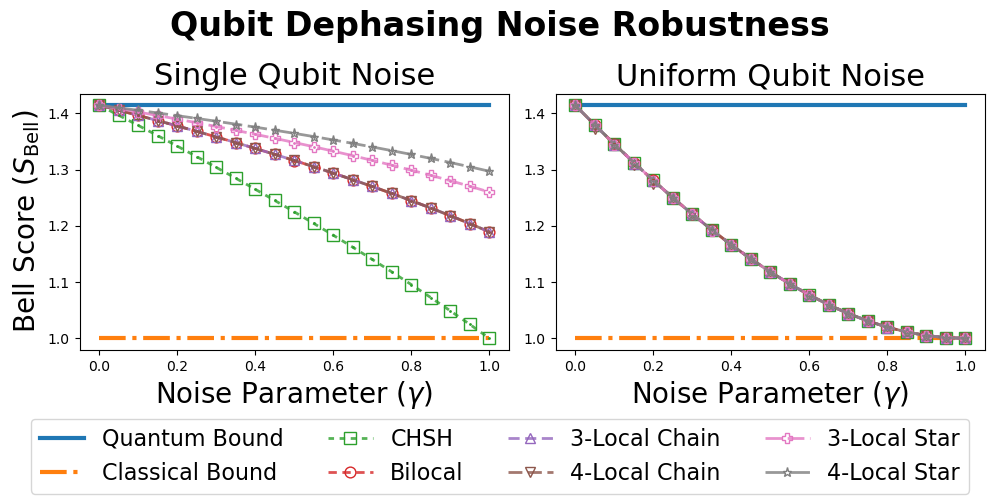 Qubit Dephasing Noise Robustness
Single Qubit Noise
Uniform Qubit Noise
Bell Score (S_Bell)
1.4
1.3
1.2
1.1
1.0
0.0 0.2 0.4 0.6 0.8 1.0
Noise Parameter (γ)
1.4
1.3
1.2
1.1
1.0
0.0 0.2 0.4 0.6 0.8 1.0
Noise Parameter (γ)
Quantum Bound CHSH 3-Local Chain 3-Local Star
Classical Bound Bilocal 4-Local Chain 4-Local Star